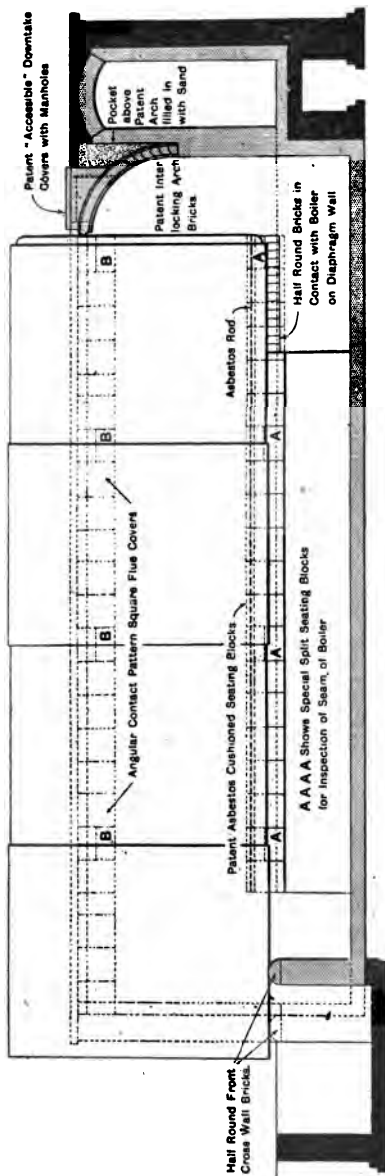 Patent "Accessible" Downtake
Covers with Manholes
Pocket
above
Patent
Arch
filled in
with Sand
Patent Inter
locking Arch
Bricks.
B
B
B
B
Angular Contact Pattern Square Flue Covers
Asbestos Rod
Patent Asbestos Cushioned Seating Blocks
A
A
A
A
Half Round Bricks in
Contact with Boiler
on Diaphragm Wall
A A A A Shows Special Split Seating Blocks
for Inspection of Seam of Boiler
Half Round Front
Cross Wall Bricks.